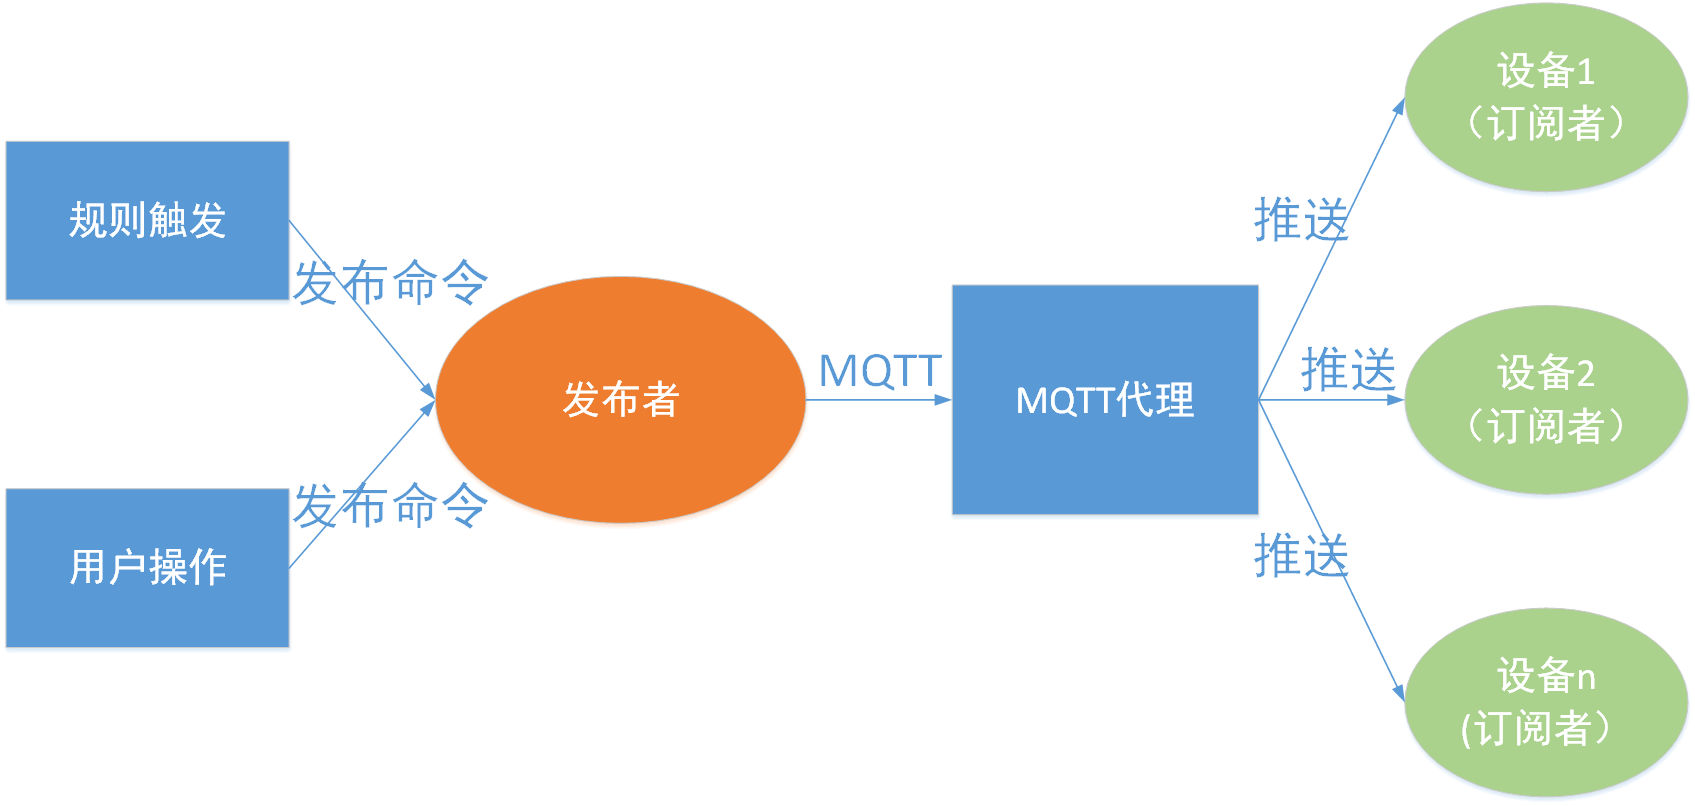 规则触发
发布命令
用户操作
发布命令
发布者
MQTT
MQTT代理
推送
推送
推送
设备1
（订阅者）
设备2
（订阅者）
设备n
(订阅者）